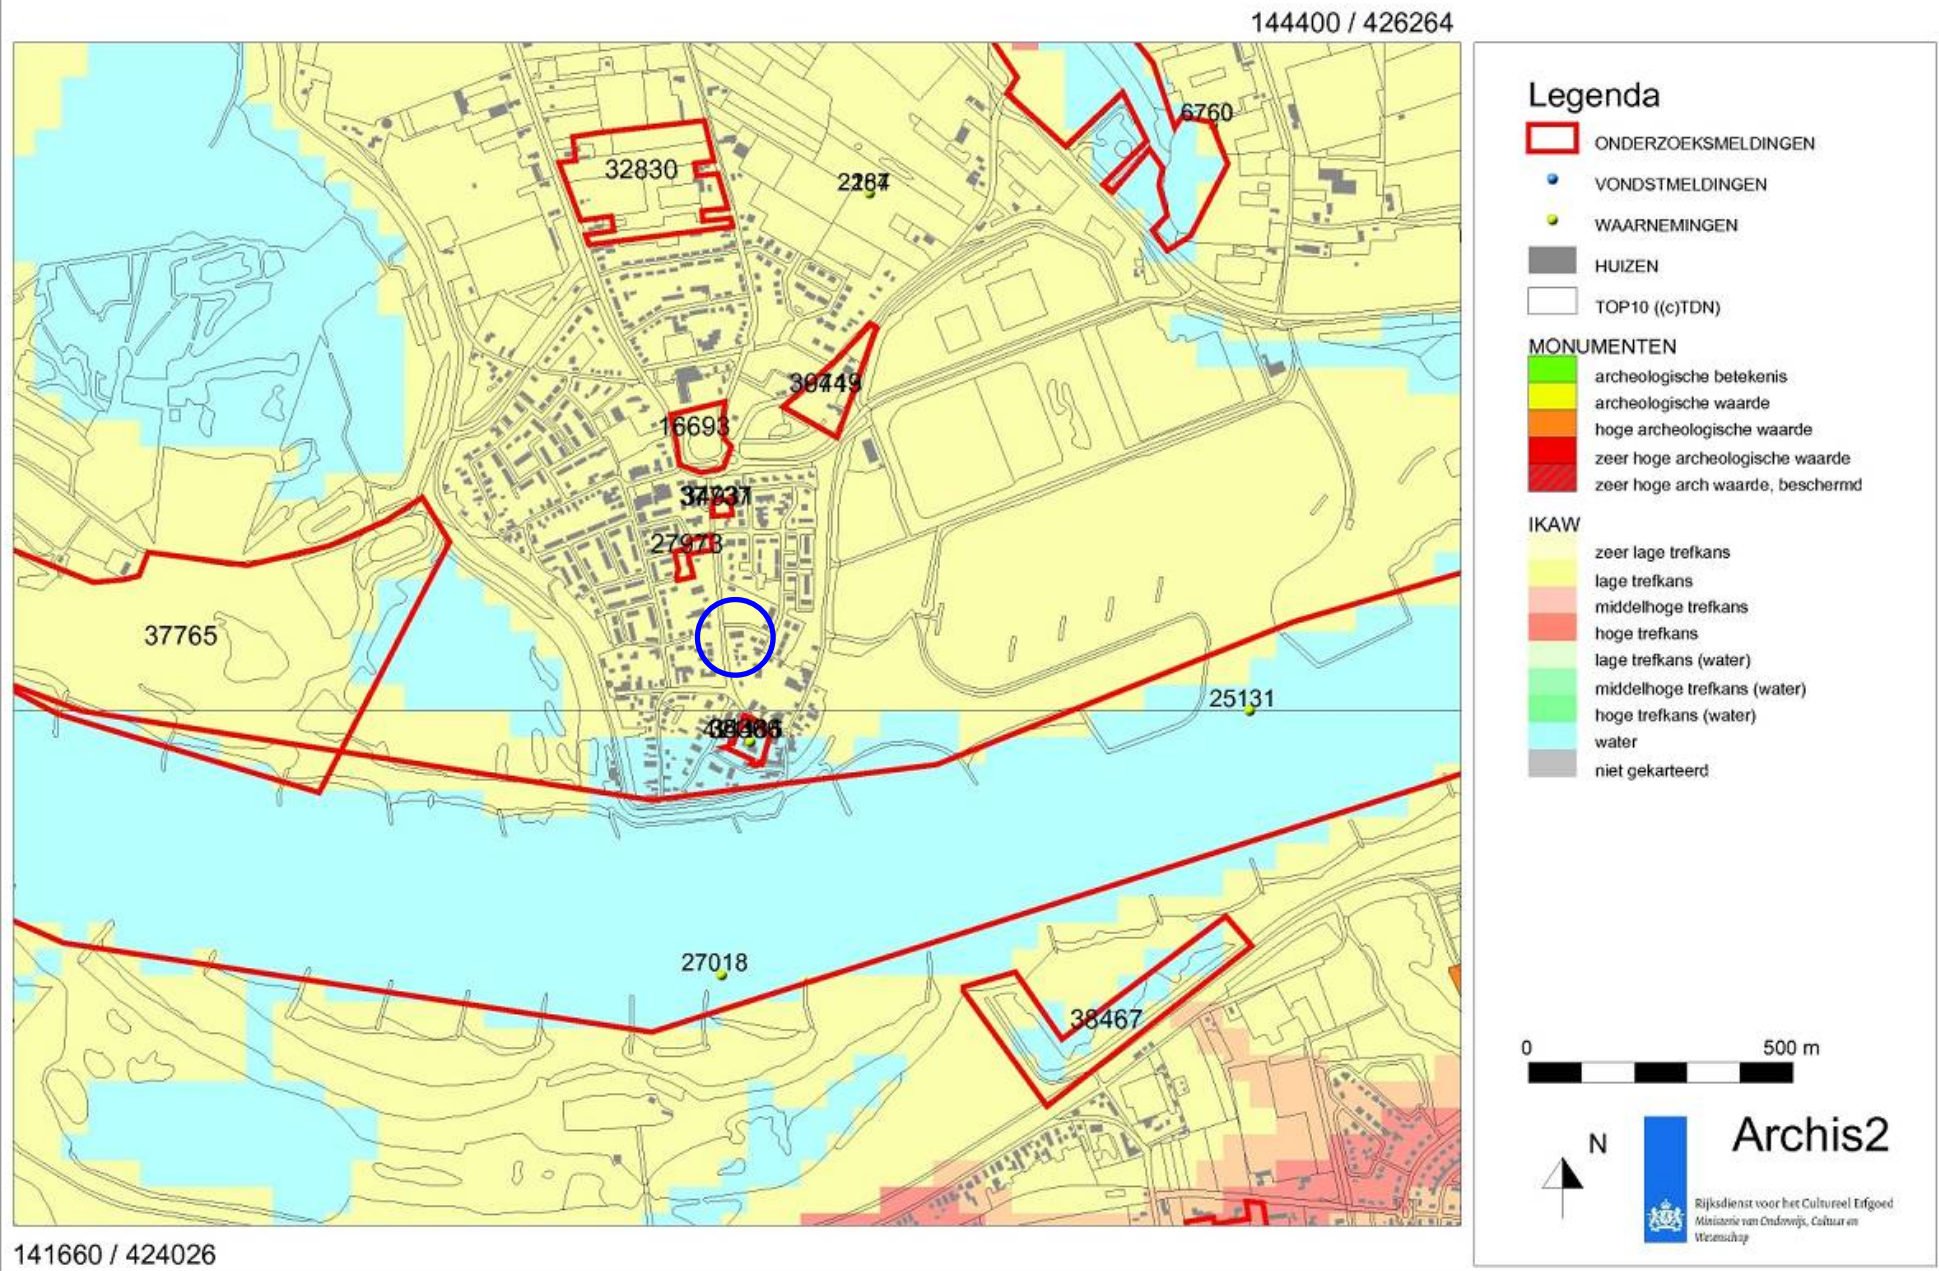 144400 / 426264
6760
32830
16693
27973
37765
25131
27018
38467
141660 / 424026
Legenda
ONDERZOEKSMELDINGEN
VONDSTMELDINGEN
WAARNEMINGEN
HUIZEN
TOP10 ((c)TDN)
MONUMENTEN
archeologische betekenis
archeologische waarde
hoge archeologische waarde
zeer hoge archeologische waarde
zeer hoge arch waarde, beschermd
IKAW
zeer lage trefkans
lage trefkans
middelhoge trefkans
hoge trefkans
lage trefkans (water)
middelhoge trefkans (water)
hoge trefkans (water)
water
niet gekarteerd
0 500 m
N
Archis2
Rijksdienst voor het Cultureel Erfgoed
Ministerie van Onderwijs, Cultuur en
Wetenschap